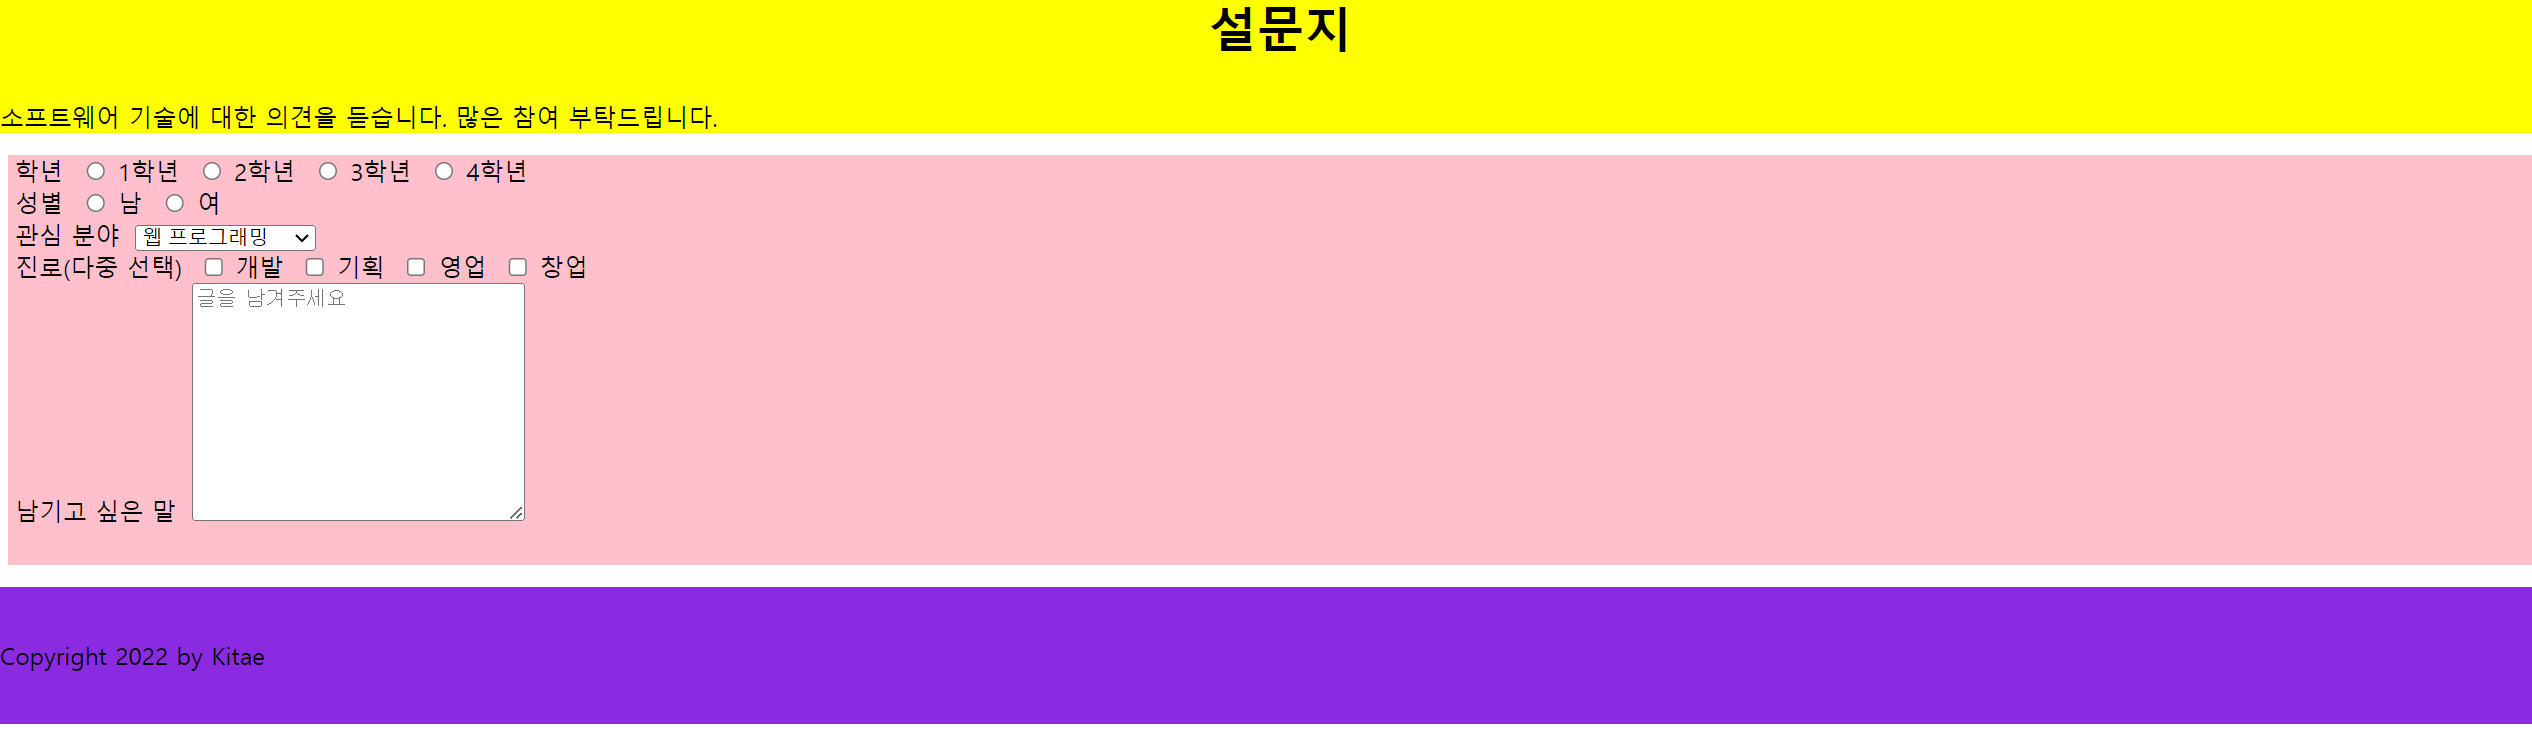 설문지
소프트웨어 기술에 대한 의견을 듣습니다. 많은 참여 부탁드립니다.
학년 1학년 2학년 3학년 4학년
성별 남 여
관심 분야 웹 프로그래밍
진로(다중 선택) 개발 기획 영업 창업
글을 남겨주세요
남기고 싶은 말
Copyright 2022 by Kitae